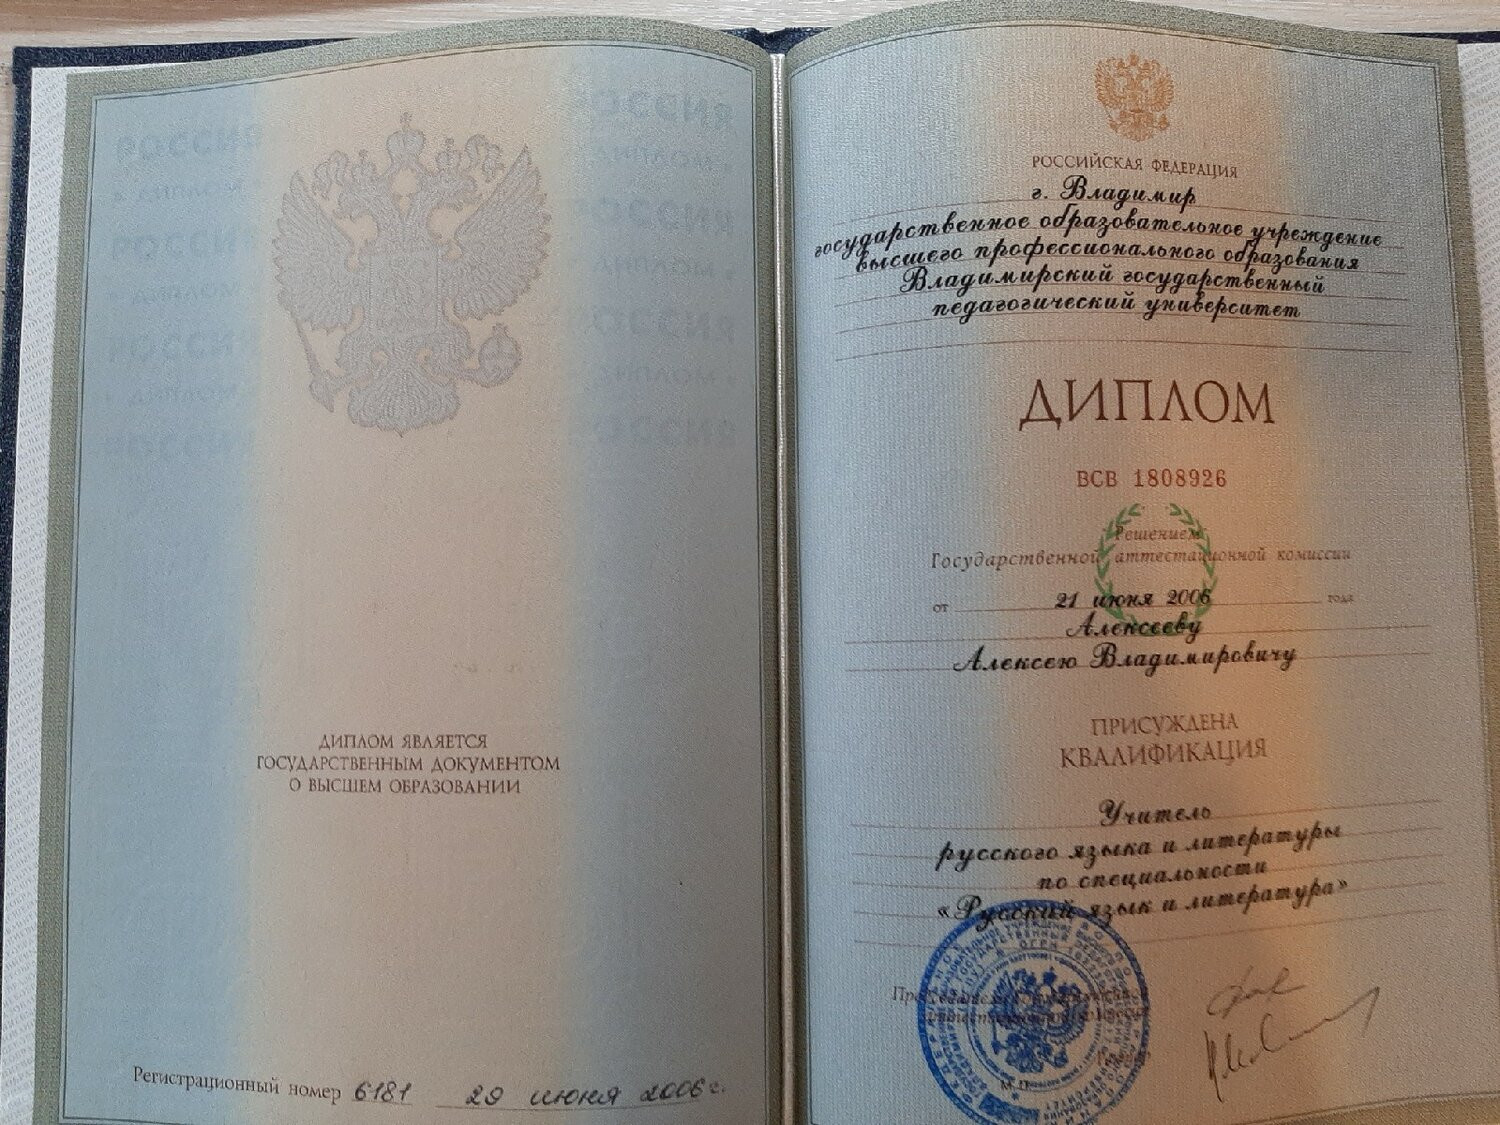 ДИПЛОМ ЯВЛЯЕТСЯ
ГОСУДАРСТВЕННЫМ ДОКУМЕНТОМ
О ВЫСШЕМ ОБРАЗОВАНИИ
Регистрационный номер 6181 29 июня 2006 г.
РОССИЙСКАЯ ФЕДЕРАЦИЯ
г. Владимир
государственное образовательное учреждение
высшего профессионального образования
Владимирский государственный
педагогический университет
ДИПЛОМ
ВСВ 1808926
Решением
Государственной аттестационной комиссии
от 21 июня 2006 года
Алексееву
Алексею Владимировичу
ПРИСУЖДЕНА
КВАЛИФИКАЦИЯ
Учитель
русского языка и литературы
по специальности
«Русский язык и литература»